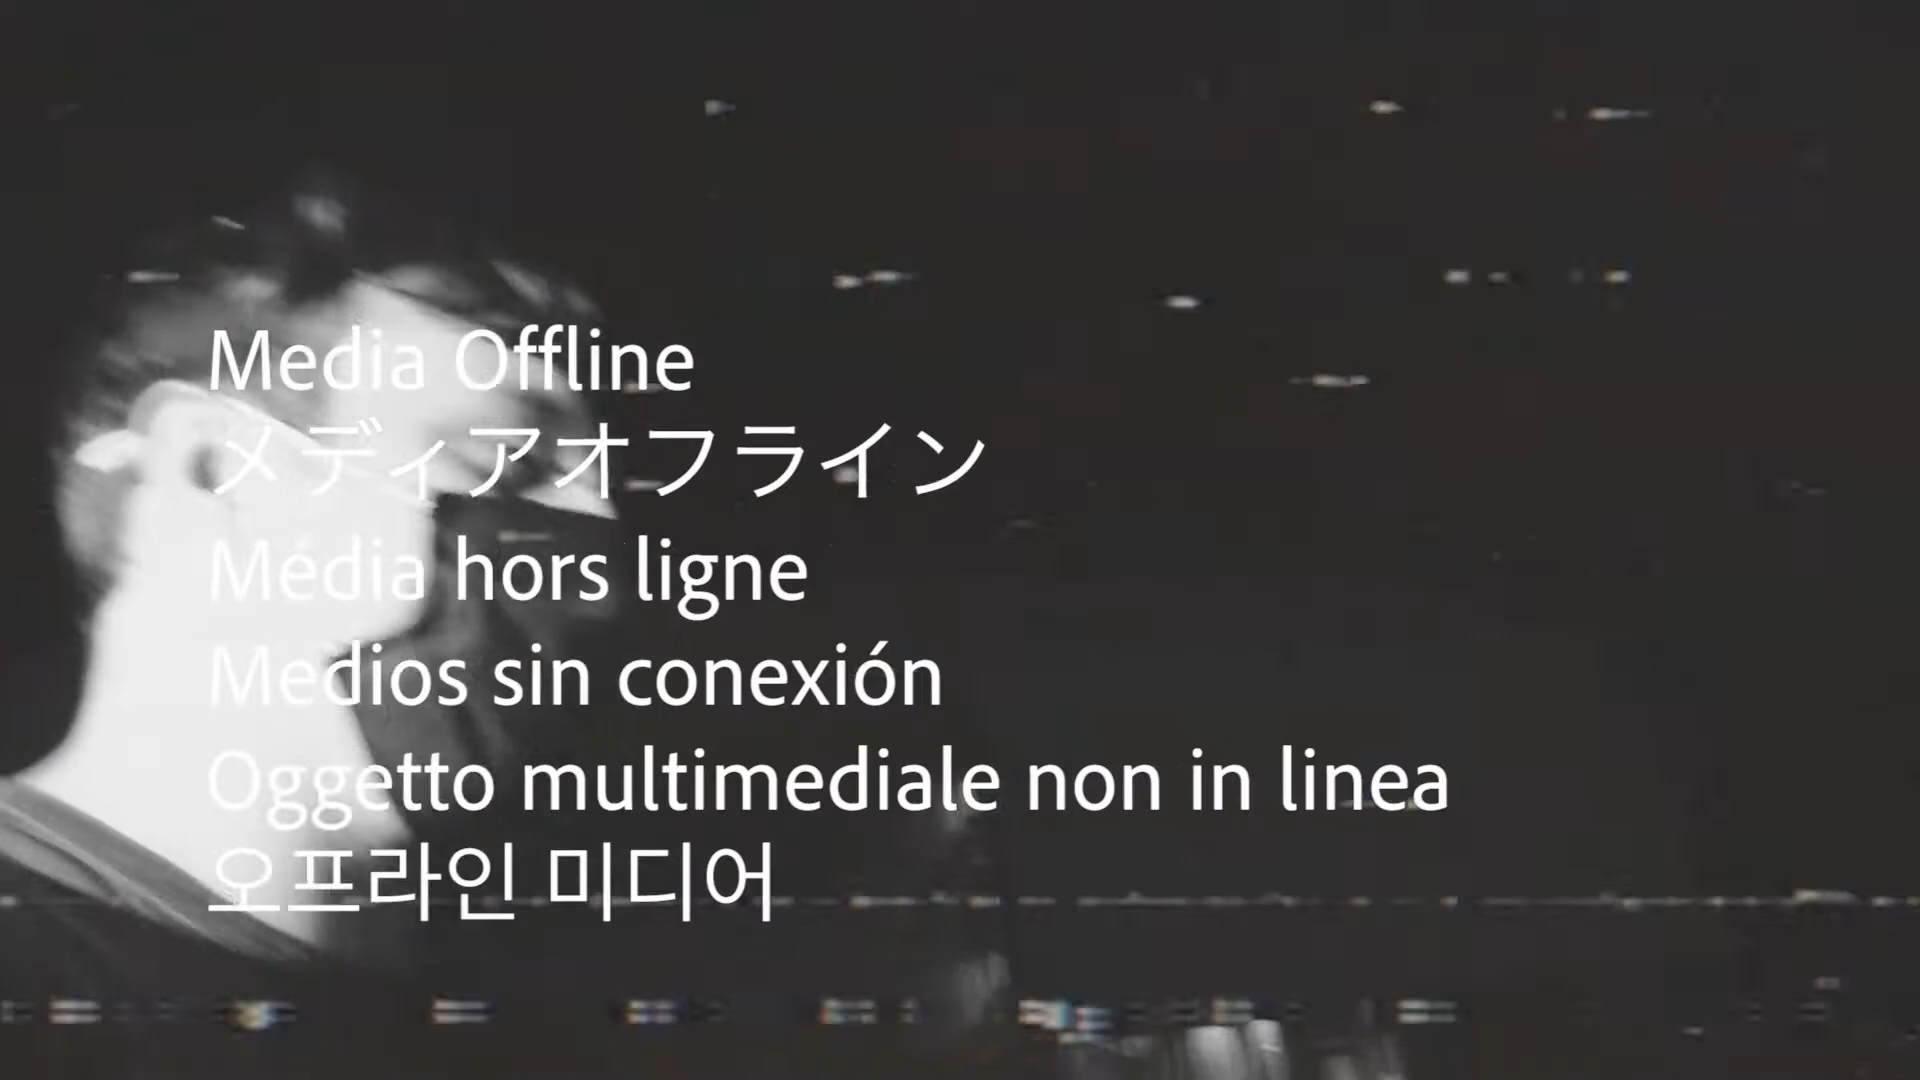 Media Offline
メディアオフライン
Média hors ligne
Medios sin conexión
Oggetto multimediale non in linea
오프라인 미디어